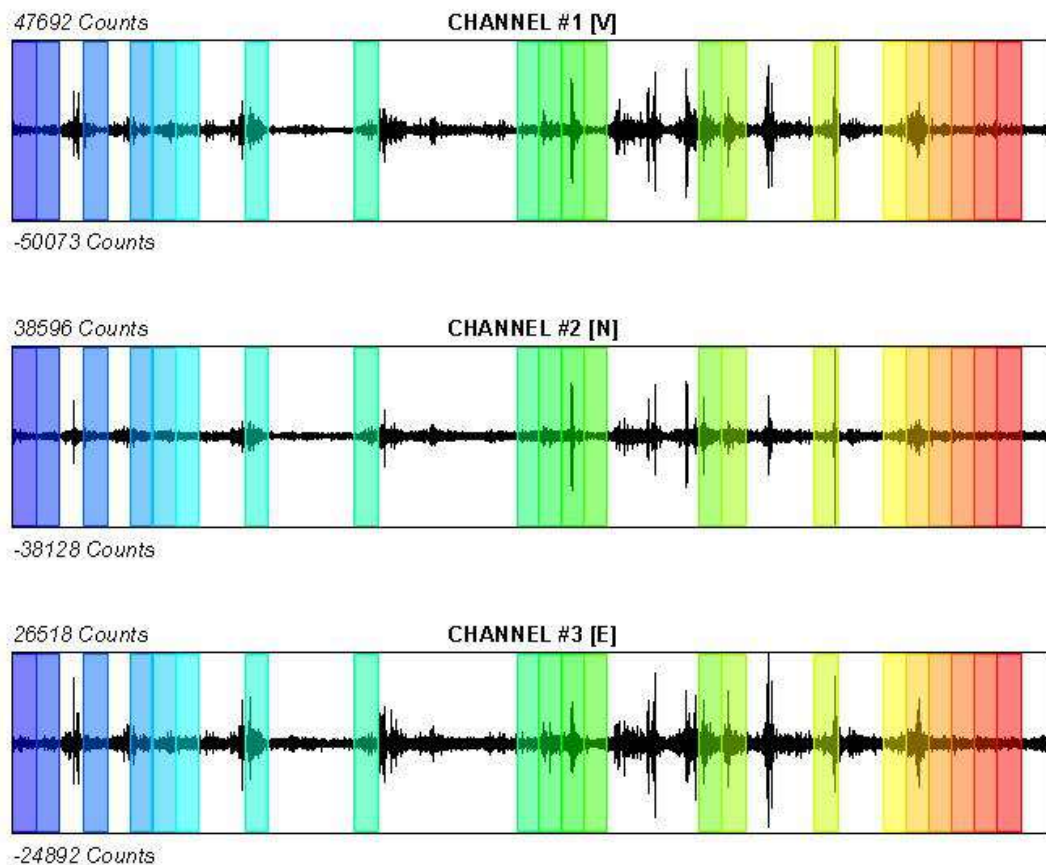 47692 Counts
CHANNEL #1 [V]
-50073 Counts
38596 Counts
CHANNEL #2 [N]
-38128 Counts
26518 Counts
CHANNEL #3 [E]
-24892 Counts